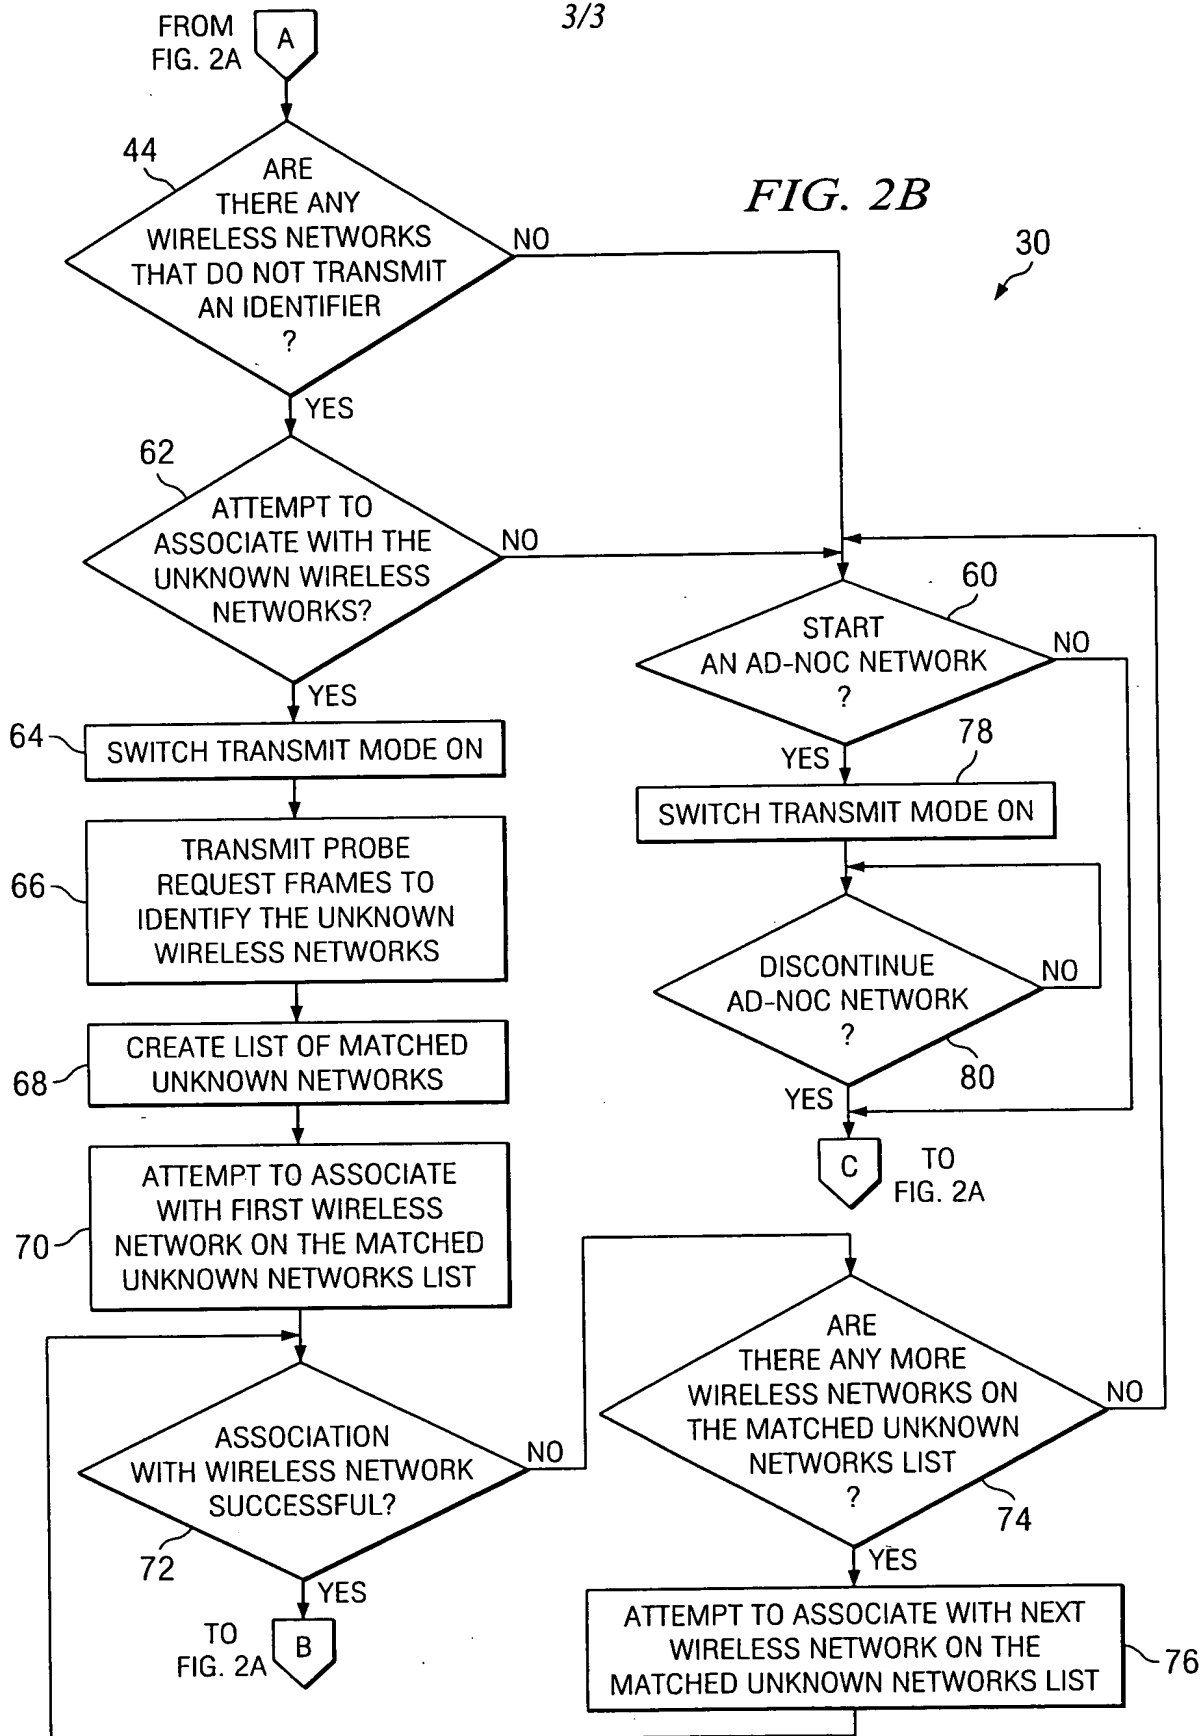 3/3
FROM
FIG. 2A
A
44
ARE
THERE ANY
WIRELESS NETWORKS
THAT DO NOT TRANSMIT
AN IDENTIFIER
?
NO
YES
FIG. 2B
30
62
ATTEMPT TO
ASSOCIATE WITH THE
UNKNOWN WIRELESS
NETWORKS?
NO
YES
60
START
AN AD-NOC NETWORK
?
NO
YES
64
SWITCH TRANSMIT MODE ON
78
SWITCH TRANSMIT MODE ON
66
TRANSMIT PROBE
REQUEST FRAMES TO
IDENTIFY THE UNKNOWN
WIRELESS NETWORKS
DISCONTINUE
AD-NOC NETWORK
?
NO
80
YES
68
CREATE LIST OF MATCHED
UNKNOWN NETWORKS
C
TO
FIG. 2A
70
ATTEMPT TO ASSOCIATE
WITH FIRST WIRELESS
NETWORK ON THE MATCHED
UNKNOWN NETWORKS LIST
ASSOCIATION
WITH WIRELESS NETWORK
SUCCESSFUL?
NO
72
YES
TO
FIG. 2A
B
ARE
THERE ANY MORE
WIRELESS NETWORKS ON
THE MATCHED UNKNOWN
NETWORKS LIST
?
NO
74
YES
ATTEMPT TO ASSOCIATE WITH NEXT
WIRELESS NETWORK ON THE
MATCHED UNKNOWN NETWORKS LIST
76